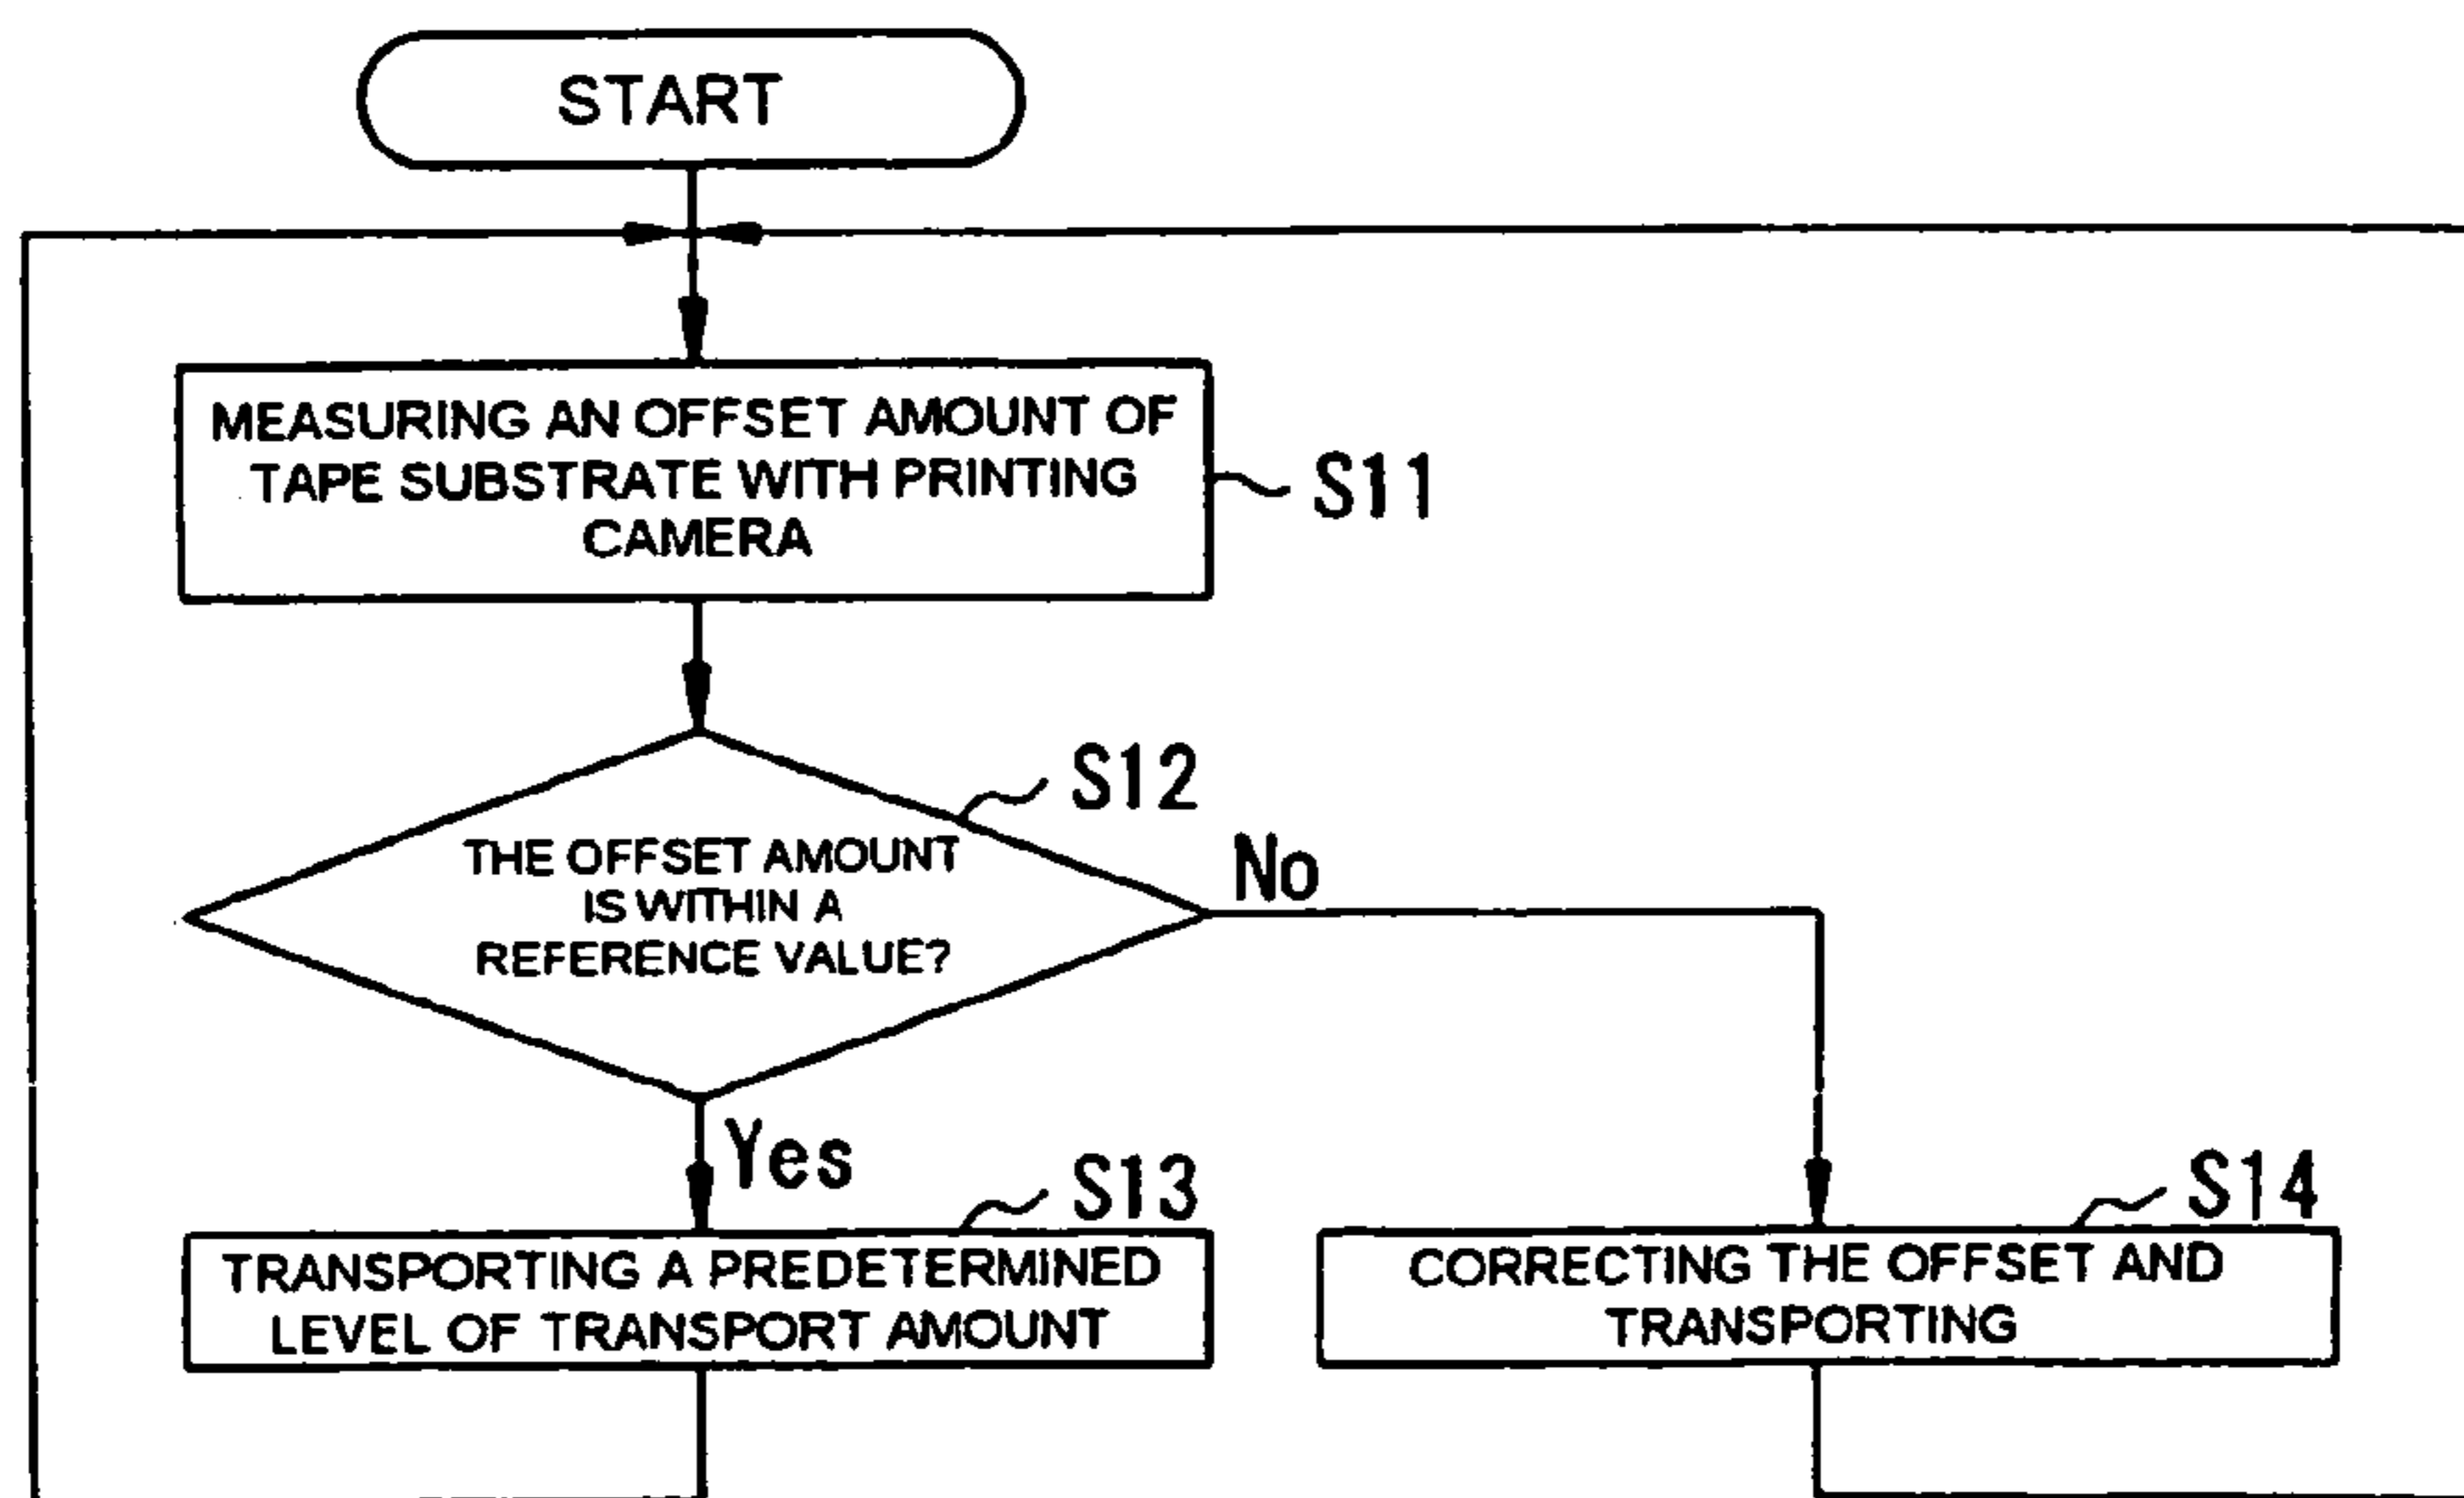 START
MEASURING AN OFFSET AMOUNT OF
TAPE SUBSTRATE WITH PRINTING
CAMERA
S11
S12
THE OFFSET AMOUNT
IS WITHIN A
REFERENCE VALUE?
No
Yes
S13
TRANSPORTING A PREDETERMINED
LEVEL OF TRANSPORT AMOUNT
S14
CORRECTING THE OFFSET AND
TRANSPORTING